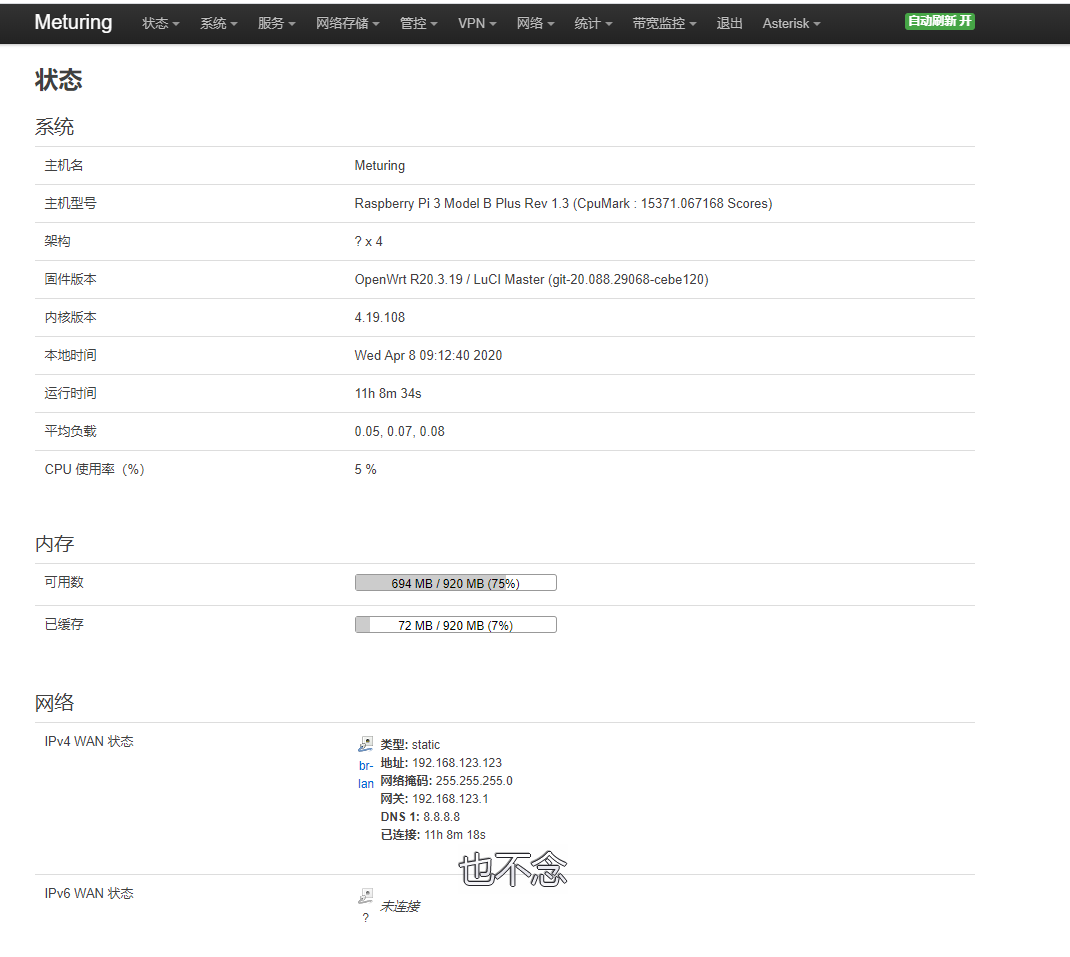 Meturing 状态 系统 服务 网络存储 管控 VPN 网络 统计 带宽监控 退出 Asterisk 自动刷新 开
状态
系统
主机名 Meturing
主机型号 Raspberry Pi 3 Model B Plus Rev 1.3 (CpuMark : 15371.067168 Scores)
架构 ? x 4
固件版本 OpenWrt R20.3.19 / LuCI Master (git-20.088.29068-cebe120)
内核版本 4.19.108
本地时间 Wed Apr 8 09:12:40 2020
运行时间 11h 8m 34s
平均负载 0.05, 0.07, 0.08
CPU 使用率（%） 5 %
内存
可用数 694 MB / 920 MB (75%)
已缓存 72 MB / 920 MB (7%)
网络
IPv4 WAN 状态
br-lan
类型: static
地址: 192.168.123.123
网络掩码: 255.255.255.0
网关: 192.168.123.1
DNS 1: 8.8.8.8
已连接: 11h 8m 18s
也不念
IPv6 WAN 状态
?
未连接